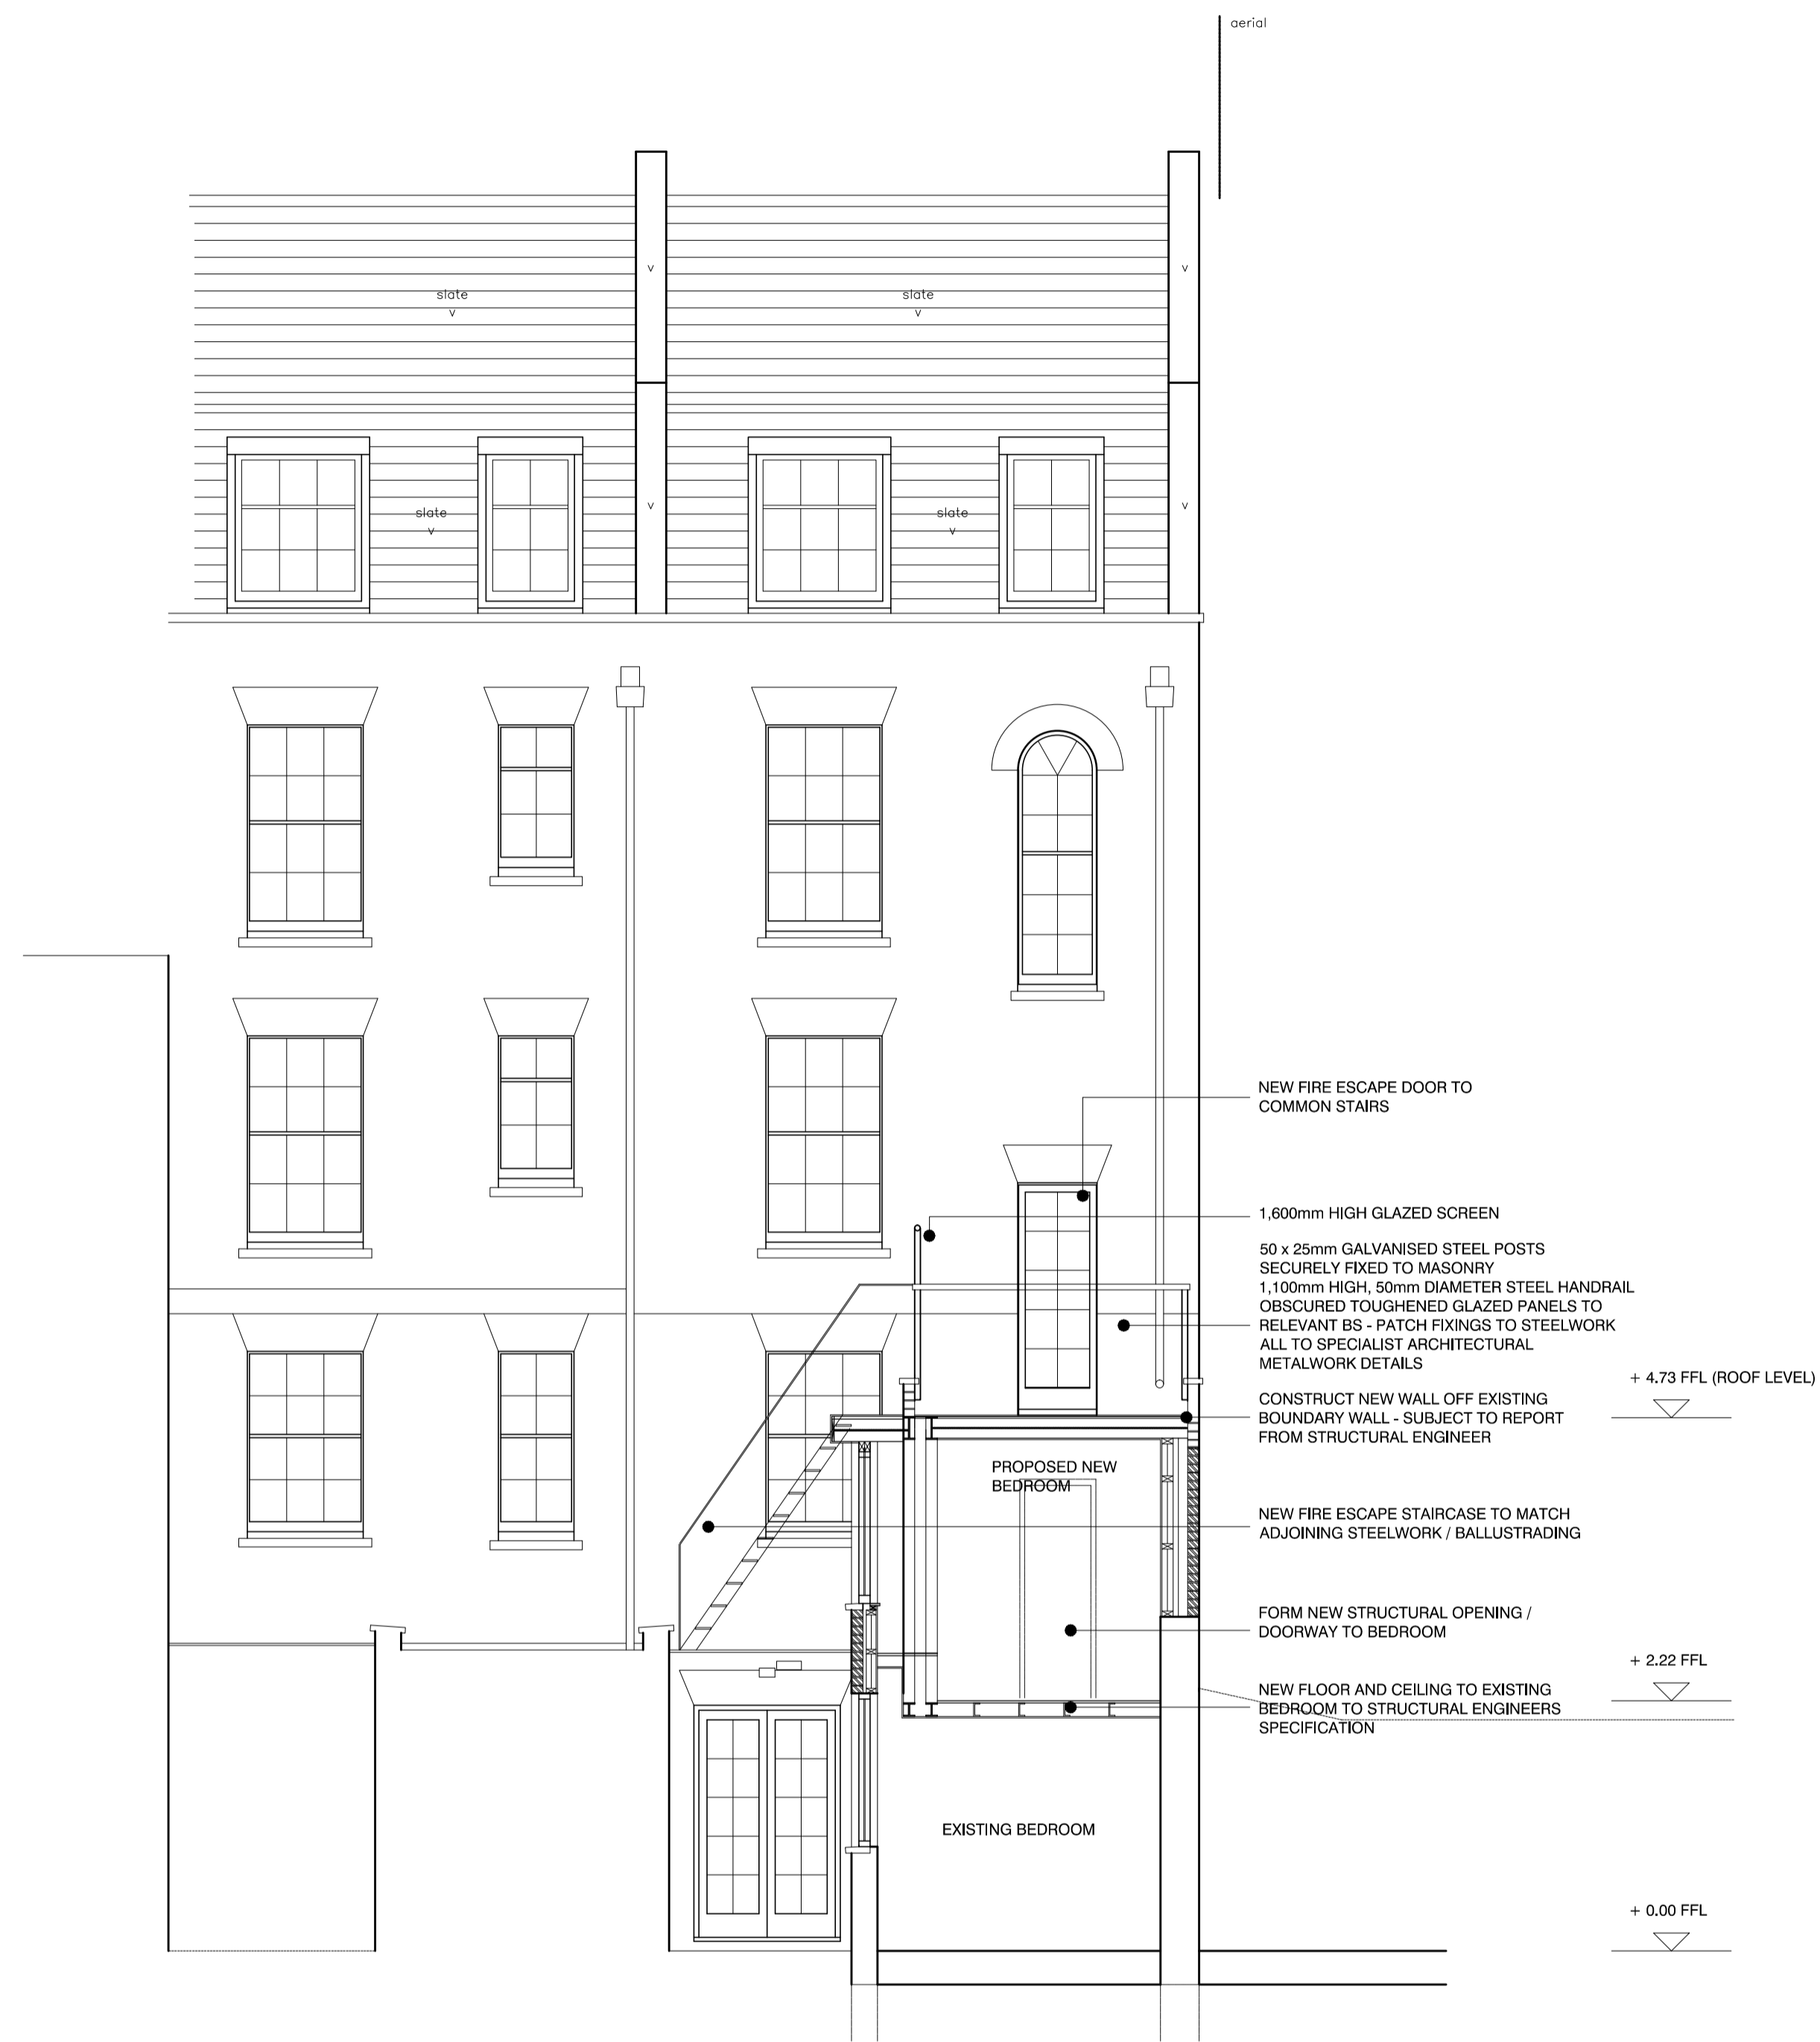 aerial
slate
v
slate
v
v
v
slate
v
slate
v
v
v
NEW FIRE ESCAPE DOOR TO
COMMON STAIRS
1,600mm HIGH GLAZED SCREEN
50 x 25mm GALVANISED STEEL POSTS
SECURELY FIXED TO MASONRY
1,100mm HIGH, 50mm DIAMETER STEEL HANDRAIL
OBSCURED TOUGHENED GLAZED PANELS TO
RELEVANT BS - PATCH FIXINGS TO STEELWORK
ALL TO SPECIALIST ARCHITECTURAL
METALWORK DETAILS
+ 4.73 FFL (ROOF LEVEL)
CONSTRUCT NEW WALL OFF EXISTING
BOUNDARY WALL - SUBJECT TO REPORT
FROM STRUCTURAL ENGINEER
PROPOSED NEW
BEDROOM
NEW FIRE ESCAPE STAIRCASE TO MATCH
ADJOINING STEELWORK / BALLUSTRADING
FORM NEW STRUCTURAL OPENING /
DOORWAY TO BEDROOM
+ 2.22 FFL
NEW FLOOR AND CEILING TO EXISTING
BEDROOM TO STRUCTURAL ENGINEERS
SPECIFICATION
EXISTING BEDROOM
+ 0.00 FFL